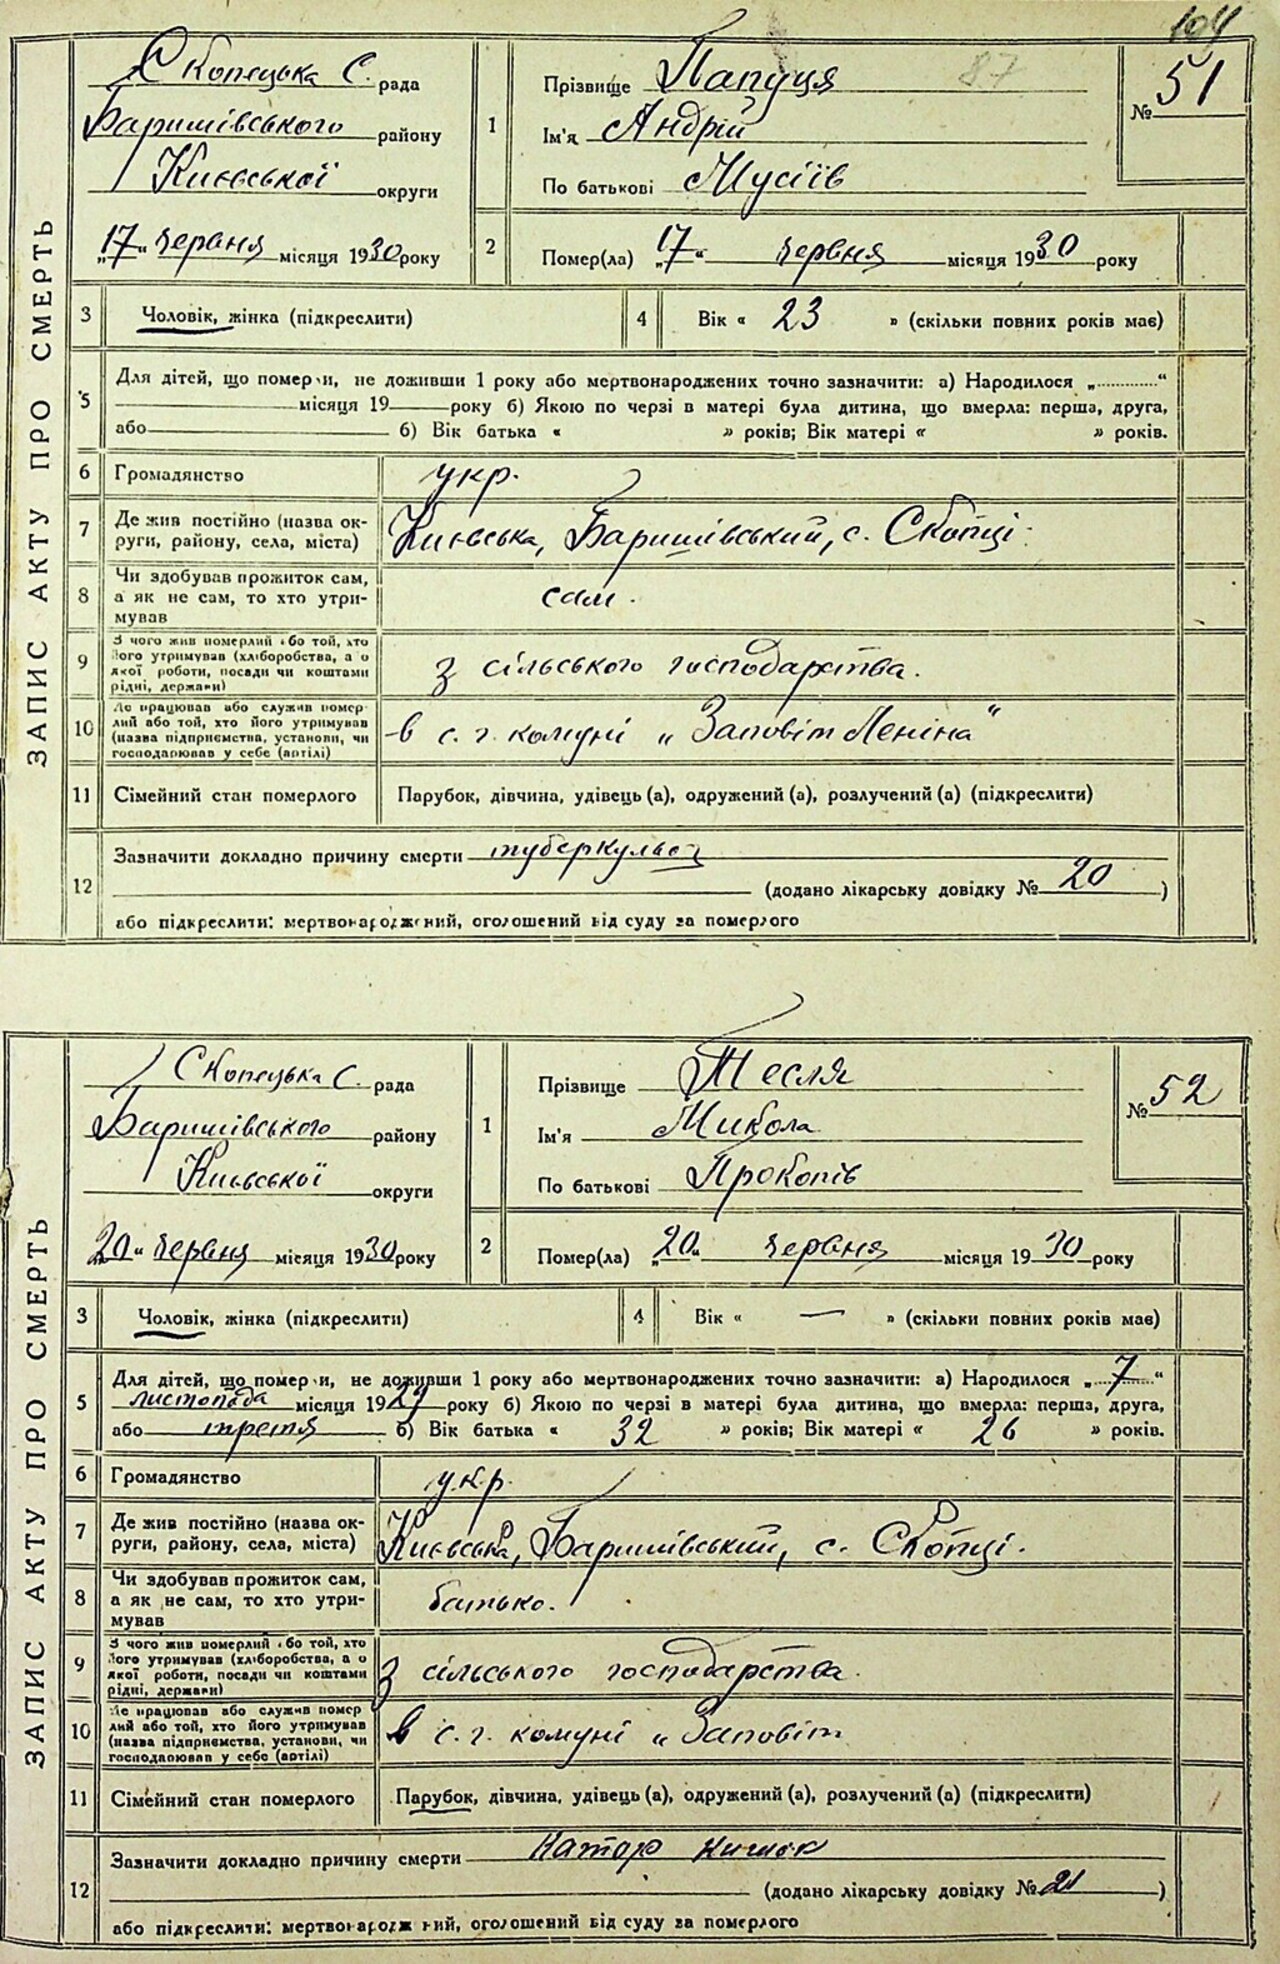 104
87
ЗАПИС АКТУ ПРО СМЕРТЬ
Скопецька С. рада
Баришівського району
Київської округи
„17“ червня місяця 1930 року
1
Прізвище Папуця
Ім'я Андрій
По батькові Мусіїв
№ 51
2
Помер(ла) „17“ червня місяця 1930 року
3 Чоловік, жінка (підкреслити)
4 Вік « 23 » (скільки повних років має)
5
Для дітей, що померли, не доживши 1 року або мертвонароджених точно зазначити: а) Народилося „............“
місяця 19 року б) Якою по черзі в матері була дитина, що вмерла: перша, друга,
або б) Вік батька « » років; Вік матері « » років.
6 Громадянство укр.
7 Де жив постійно (назва ок-
руги, району, села, міста)
Київська, Баришівський, с. Скопці.
8 Чи здобував прожиток сам,
а як не сам, то хто утри-
мував
сам.
9 З чого жив померлий або той, хто
його утримував (хліборобства, а о
якої роботи, посади чи коштами
рідні, держави)
з сільського господарства.
10 Де працював або служив помер
лий або той, хто його утримував
(назва підприємства, установи, чи
господарював у себе (артілі)
в с. г. комуні „Заповіт Леніна“
11 Сімейний стан померлого Парубок, дівчина, удівець (а), одружений (а), розлучений (а) (підкреслити)
12
Зазначити докладно причину смерти туберкульоз
(додано лікарську довідку № 20 )
або підкреслити: мертвонароджений, оголошений від суду за померлого
ЗАПИС АКТУ ПРО СМЕРТЬ
Скопецька С. рада
Баришівського району
Київської округи
„20“ червня місяця 1930 року
1
Прізвище Тесля
Ім'я Микола
По батькові Прокопів
№ 52
2
Помер(ла) „20“ червня місяця 1930 року
3 Чоловік, жінка (підкреслити)
4 Вік « — » (скільки повних років має)
5
Для дітей, що померли, не доживши 1 року або мертвонароджених точно зазначити: а) Народилося „7“
листопада місяця 1929 року б) Якою по черзі в матері була дитина, що вмерла: перша, друга,
або третя б) Вік батька « 32 » років; Вік матері « 26 » років.
6 Громадянство укр.
7 Де жив постійно (назва ок-
руги, району, села, міста)
Київська, Баришівський, с. Скопці.
8 Чи здобував прожиток сам,
а як не сам, то хто утри-
мував
батько.
9 З чого жив померлий або той, хто
його утримував (хліборобства, а о
якої роботи, посади чи коштами
рідні, держави)
з сільського господарства.
10 Де працював або служив помер
лий або той, хто його утримував
(назва підприємства, установи, чи
господарював у себе (артілі)
в с. г. комуні „Заповіт
11 Сімейний стан померлого Парубок, дівчина, удівець (а), одружений (а), розлучений (а) (підкреслити)
12
Зазначити докладно причину смерти Катар кишок
(додано лікарську довідку № 21 )
або підкреслити: мертвонароджений, оголошений від суду за померлого